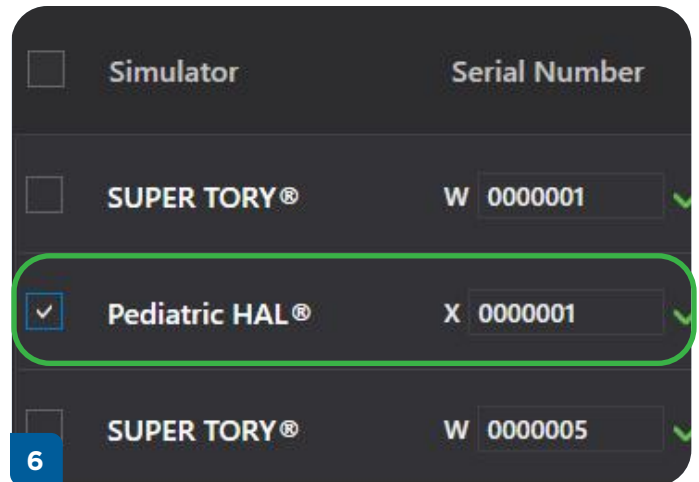 Simulator Serial Number
SUPER TORY® W 0000001
Pediatric HAL® X 0000001
SUPER TORY® W 0000005
6